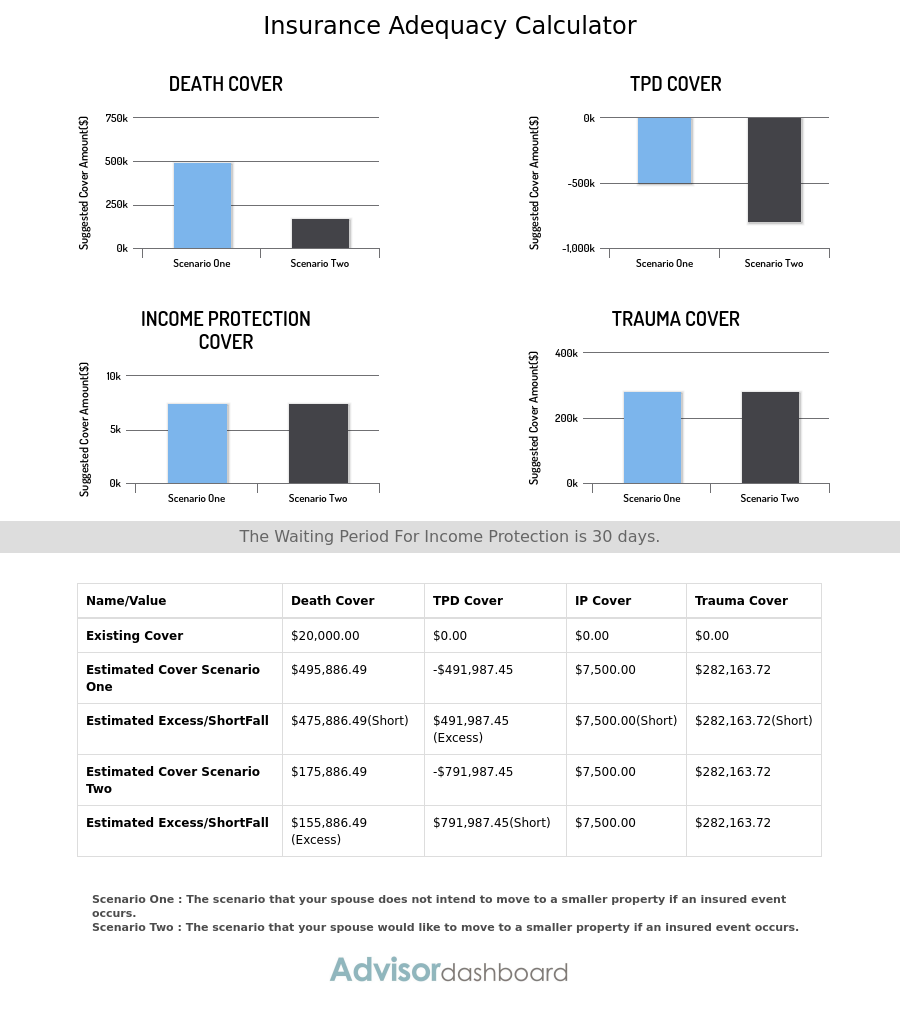 Insurance Adequacy Calculator
DEATH COVER
Suggested Cover Amount($)
750k
500k
250k
0k
Scenario One
Scenario Two
TPD COVER
Suggested Cover Amount($)
0k
-500k
-1,000k
Scenario One
Scenario Two
INCOME PROTECTION
COVER
Suggested Cover Amount($)
10k
5k
0k
Scenario One
Scenario Two
TRAUMA COVER
Suggested Cover Amount($)
400k
200k
0k
Scenario One
Scenario Two
The Waiting Period For Income Protection is 30 days.
Name/Value Death Cover TPD Cover IP Cover Trauma Cover
Existing Cover $20,000.00 $0.00 $0.00 $0.00
Estimated Cover Scenario $495,886.49 -$491,987.45 $7,500.00 $282,163.72
One
Estimated Excess/ShortFall $475,886.49(Short) $491,987.45 $7,500.00(Short) $282,163.72(Short)
(Excess)
Estimated Cover Scenario $175,886.49 -$791,987.45 $7,500.00 $282,163.72
Two
Estimated Excess/ShortFall $155,886.49 $791,987.45(Short) $7,500.00 $282,163.72
(Excess)
Scenario One : The scenario that your spouse does not intend to move to a smaller property if an insured event
occurs.
Scenario Two : The scenario that your spouse would like to move to a smaller property if an insured event occurs.
Advisordashboard